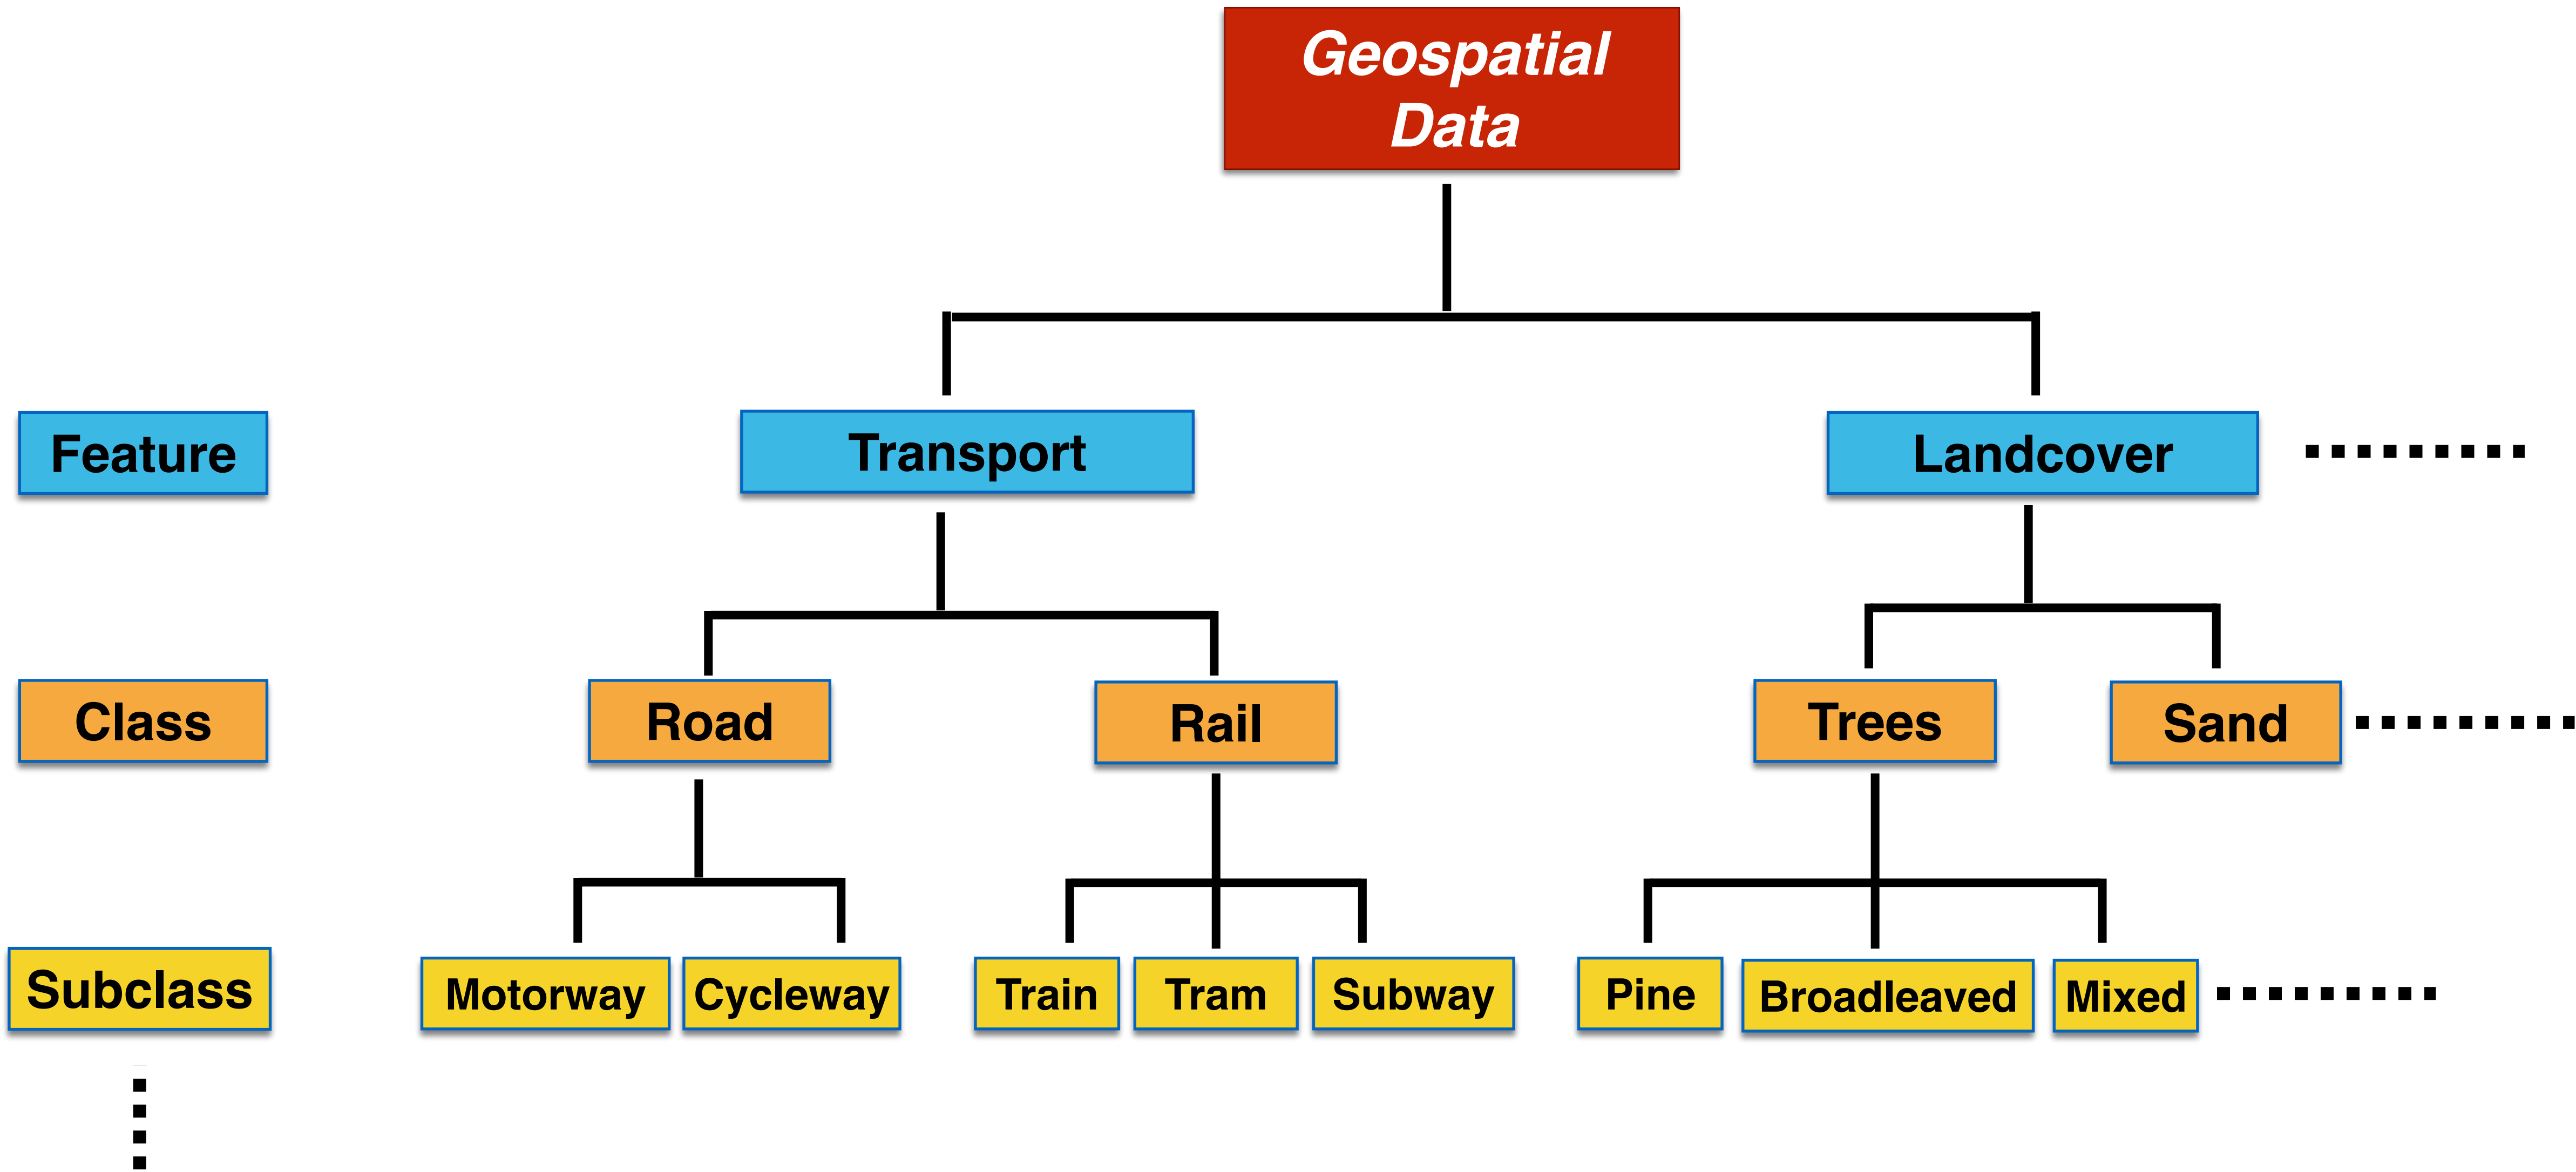 Geospatial
Data
Feature
Transport
Landcover
Class
Road
Rail
Trees
Sand
Subclass
Motorway
Cycleway
Train
Tram
Subway
Pine
Broadleaved
Mixed